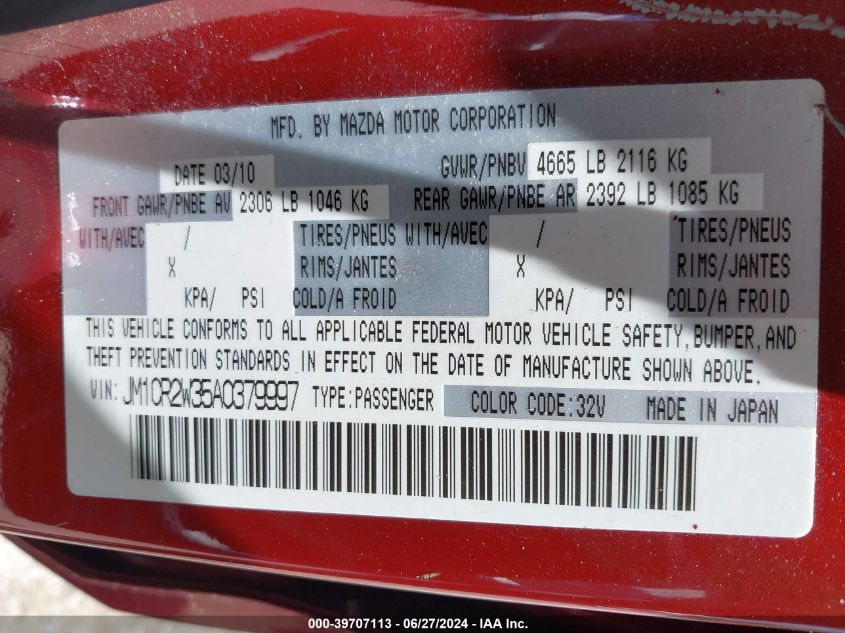 MFD. BY MAZDA MOTOR CORPORATION
DATE 03/10 GVWR/PNBV 4665 LB 2116 KG
FRONT GAWR/PNBE AV 2306 LB 1046 KG REAR GAWR/PNBE AR 2392 LB 1085 KG
WITH/AVEC / TIRES/PNEUS WITH/AVEC / TIRES/PNEUS
X RIMS/JANTES X RIMS/JANTES
KPA/ PSI COLD/A FROID KPA/ PSI COLD/A FROID
THIS VEHICLE CONFORMS TO ALL APPLICABLE FEDERAL MOTOR VEHICLE SAFETY, BUMPER, AND
THEFT PREVENTION STANDARDS IN EFFECT ON THE DATE OF MANUFACTURE SHOWN ABOVE.
VIN: JM1CR2W35A0379997 TYPE: PASSENGER COLOR CODE: 32V MADE IN JAPAN
000-39707113 - 06/27/2024 - IAA Inc.